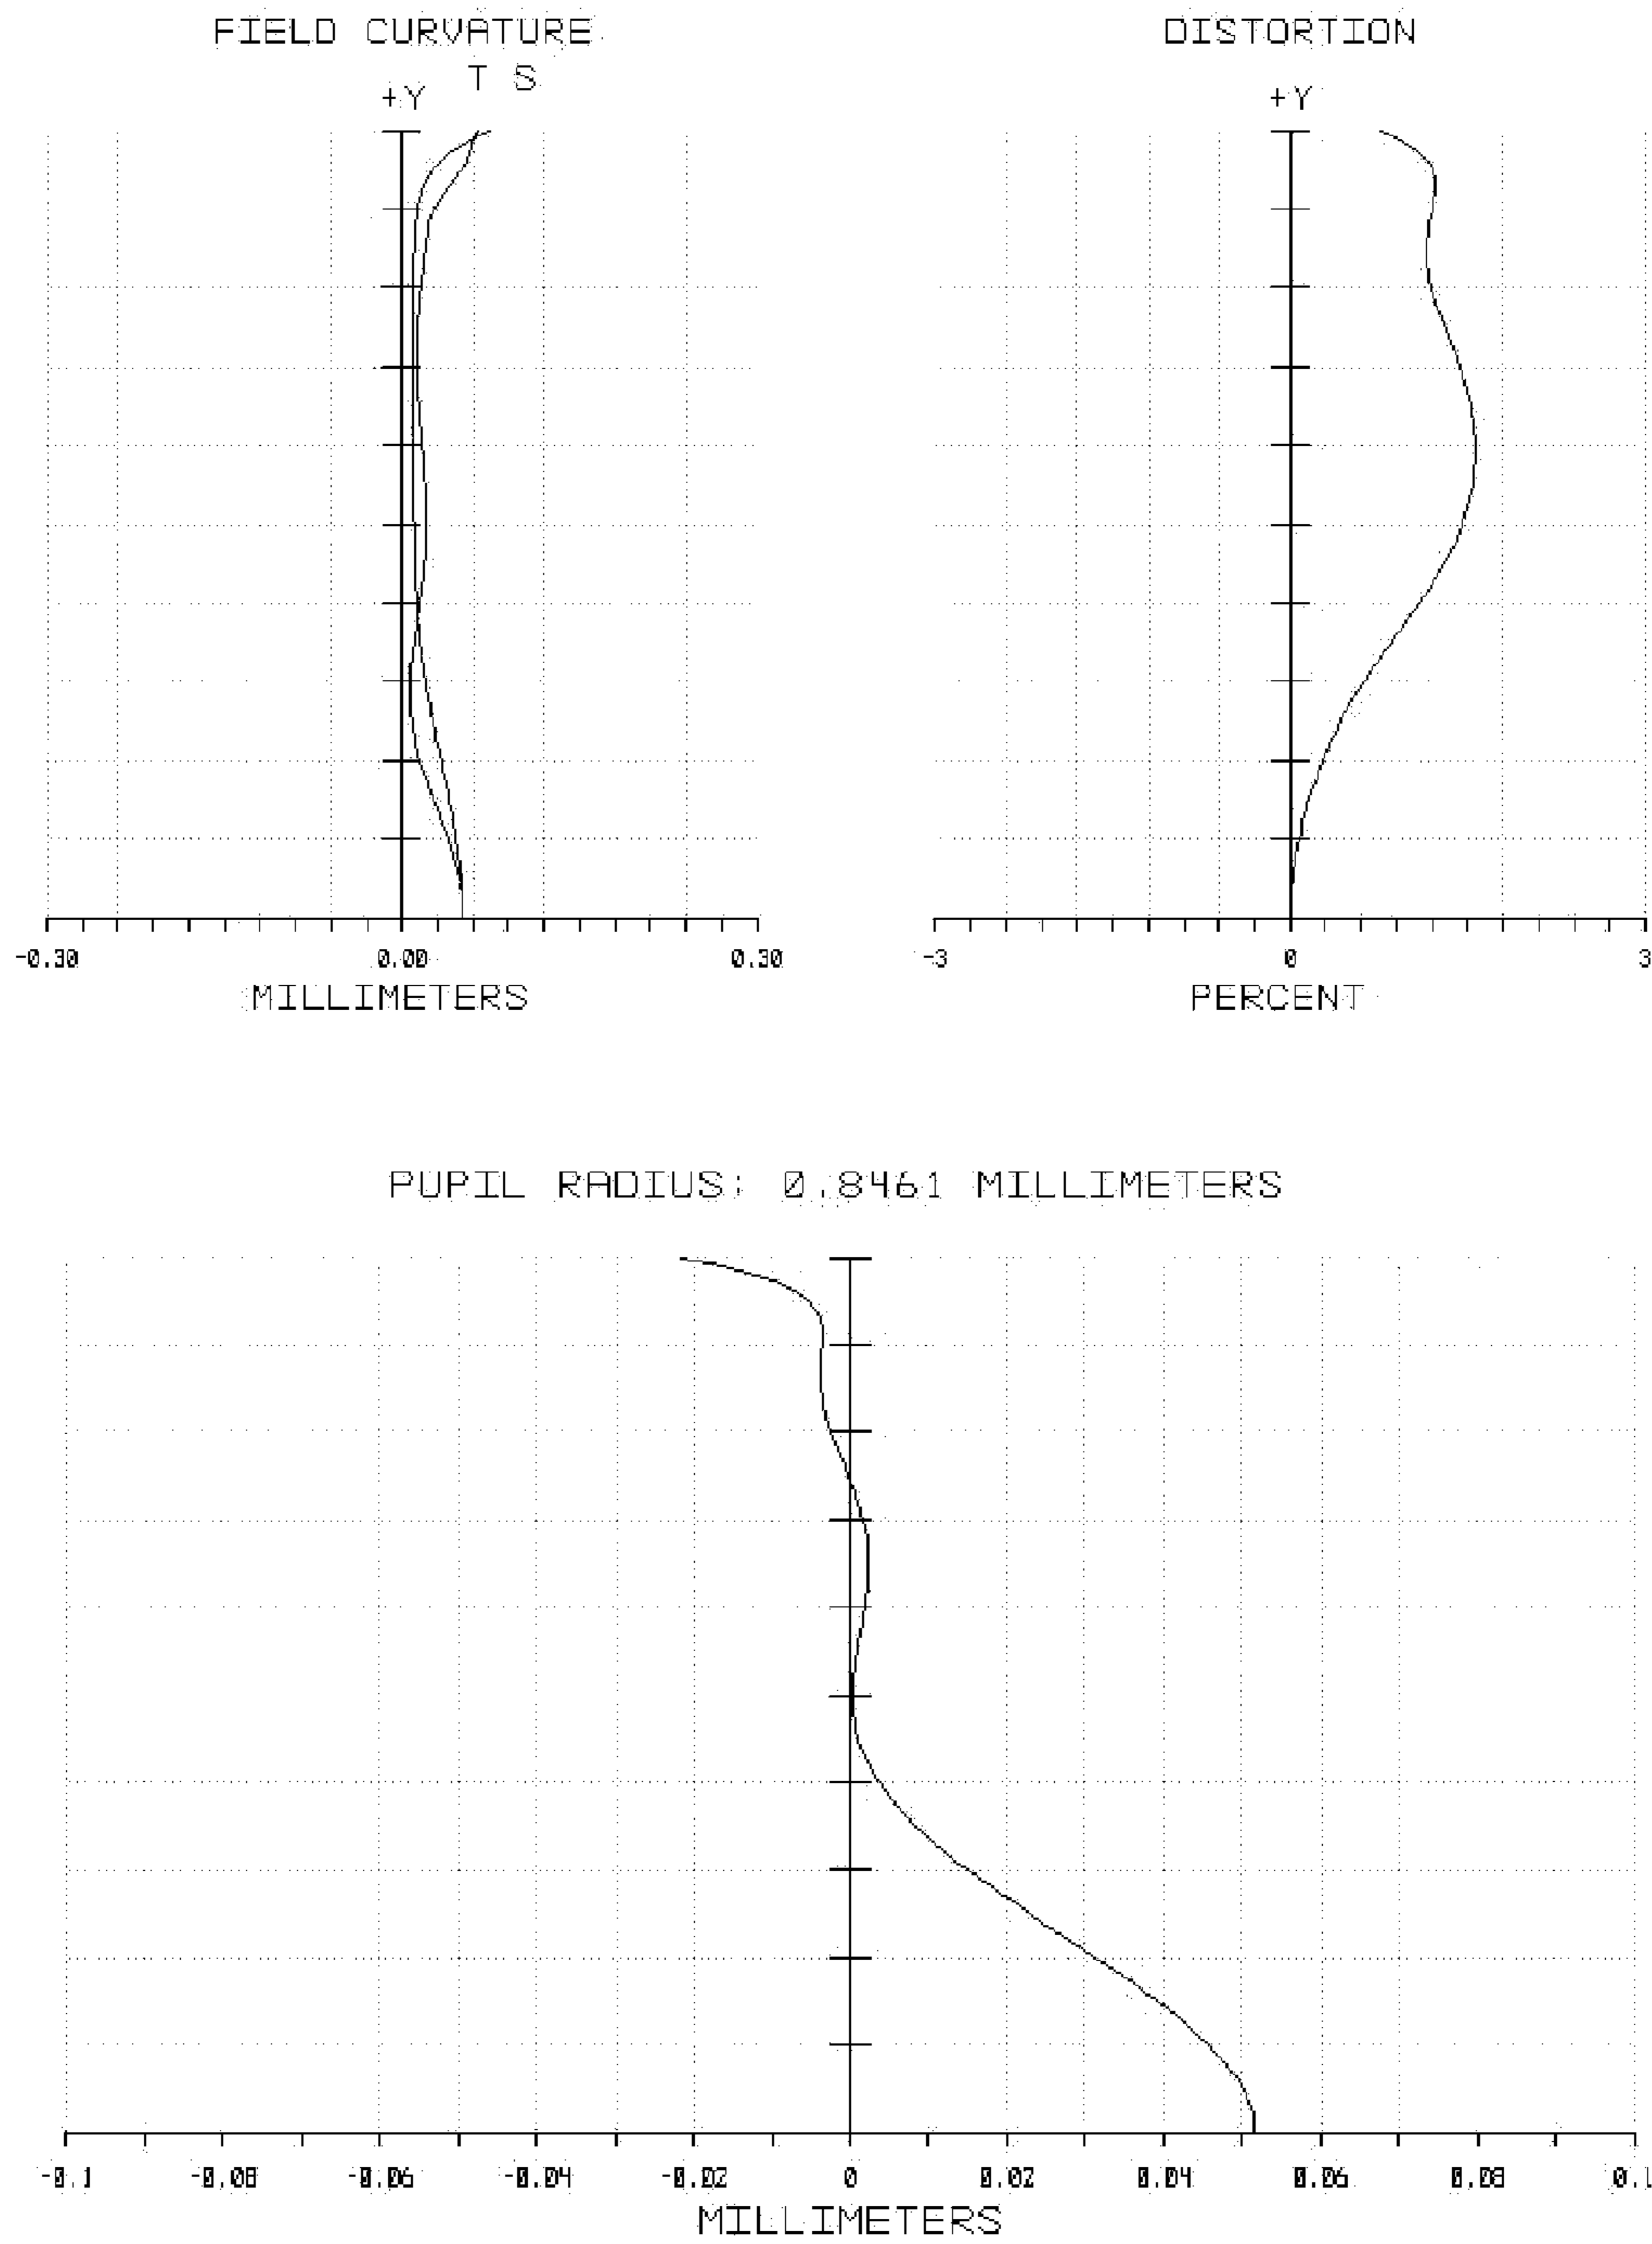 FIELD CURVATURE
T S
+Y
-0.30 0.00 0.30
MILLIMETERS
DISTORTION
+Y
-3 0 3
PERCENT
PUPIL RADIUS: 0.8461 MILLIMETERS
-0.1 -0.08 -0.06 -0.04 -0.02 0 0.02 0.04 0.06 0.08 0.1
MILLIMETERS